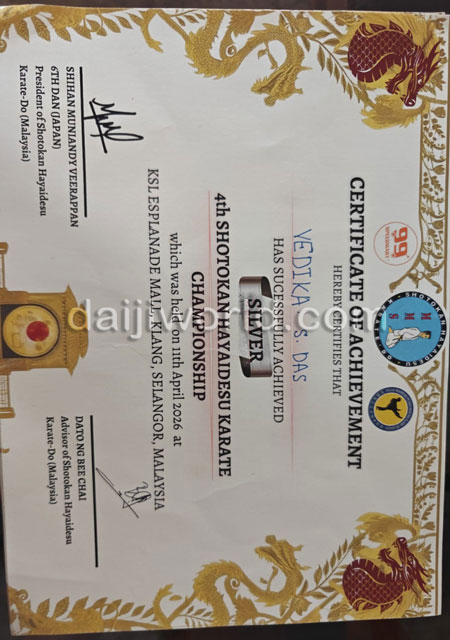 99
SPEEDMART
CERTIFICATE OF ACHIEVEMENT
HEREBY CERTIFIES THAT
VEDIKA S. DAS
HAS SUCESSFULLY ACHIEVED
SILVER
4th SHOTOKAN HAYAIDESU KARATE
CHAMPIONSHIP
which was held on 11th April 2026 at
KSL ESPLANADE MALL, KLANG, SELANGOR, MALAYSIA
SHIHAN MUNIANDY VEERAPPAN
6TH DAN (JAPAN)
President of Shotokan Hayaidesu
Karate-Do (Malaysia)
DATO NG BEE CHAI
Advisor of Shotokan Hayaidesu
Karate-Do (Malaysia)
daijiworld.com